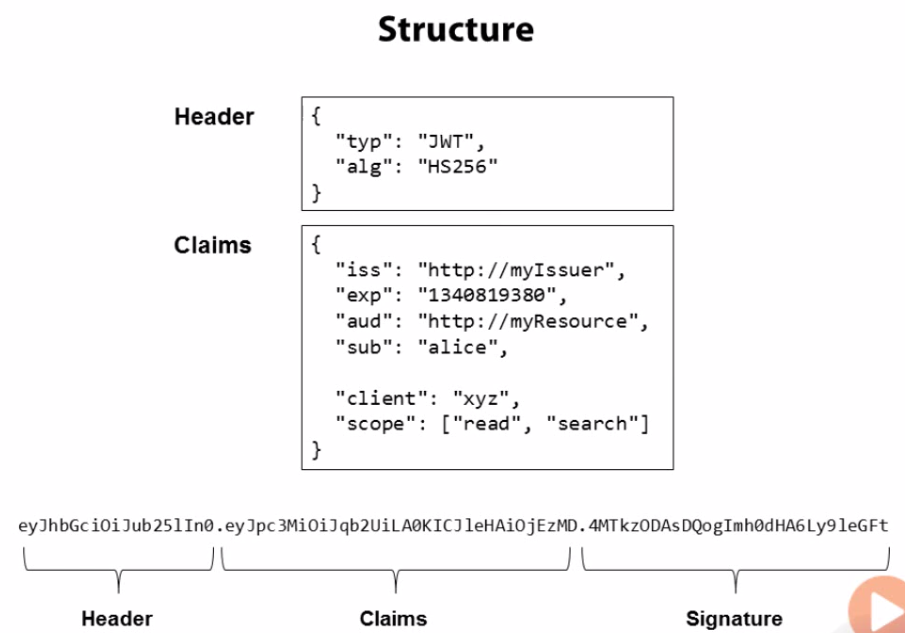 Structure
Header
{
"typ": "JWT",
"alg": "HS256"
}
Claims
{
"iss": "http://myIssuer",
"exp": "1340819380",
"aud": "http://myResource",
"sub": "alice",
"client": "xyz",
"scope": ["read", "search"]
}
eyJhbGciOiJub25lIn0.eyJpc3MiOiJqb2UiLA0KICJleHAiOjEzMD.4MTkzODAsDQogImh0dHA6Ly9leGFt
Header
Claims
Signature